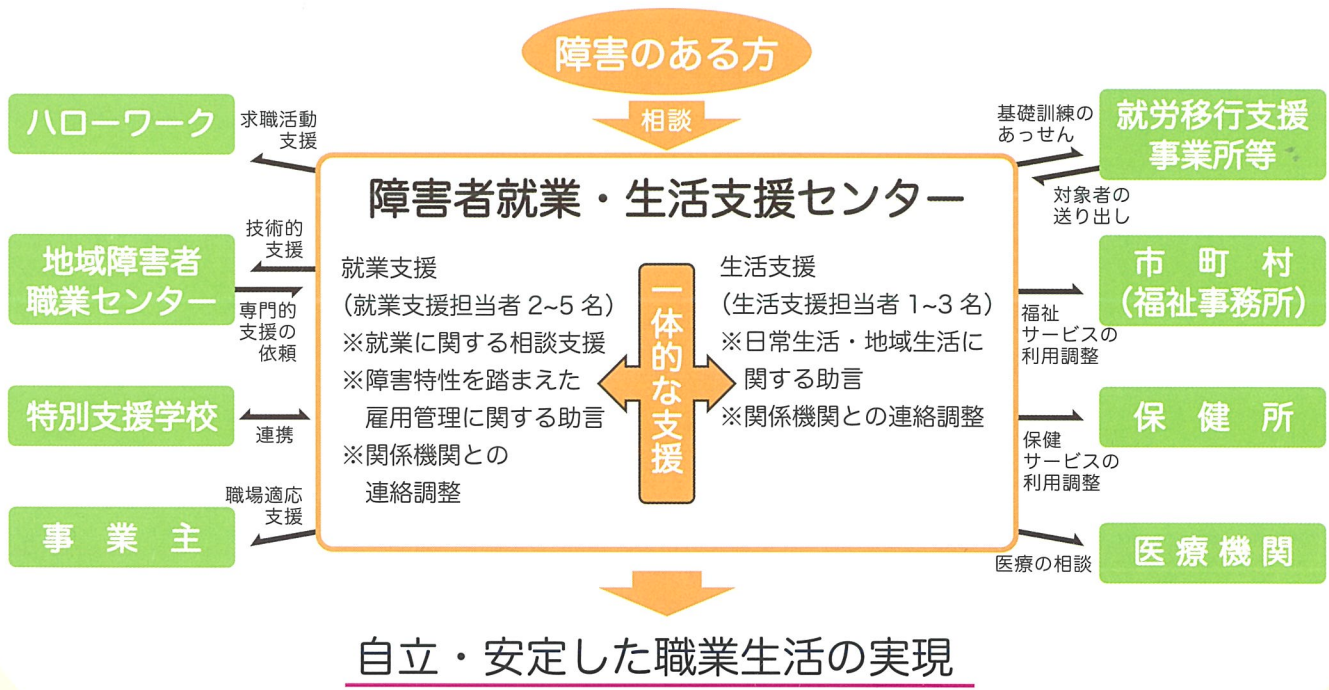 障害のある方
相談
ハローワーク
求職活動
支援
地域障害者
職業センター
技術的
支援
専門的
支援の
依頼
特別支援学校
連携
事業主
職場適応
支援
障害者就業・生活支援センター
就業支援
(就業支援担当者 2~5 名)
※就業に関する相談支援
※障害特性を踏まえた
雇用管理に関する助言
※関係機関との
連絡調整
一体的な支援
生活支援
(生活支援担当者 1~3 名)
※日常生活・地域生活に
関する助言
※関係機関との連絡調整
基礎訓練の
あっせん
就労移行支援
事業所等
対象者の
送り出し
市町村
(福祉事務所)
福祉
サービスの
利用調整
保健所
保健
サービスの
利用調整
医療機関
医療の相談
自立・安定した職業生活の実現